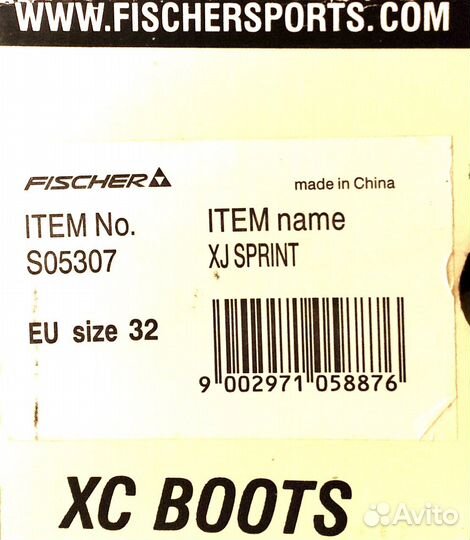 WWW.FISCHERSPORTS.COM
FISCHER
made in China
ITEM No.
ITEM name
S05307
XJ SPRINT
EU size 32
9 002971 058876
XC BOOTS
Avito